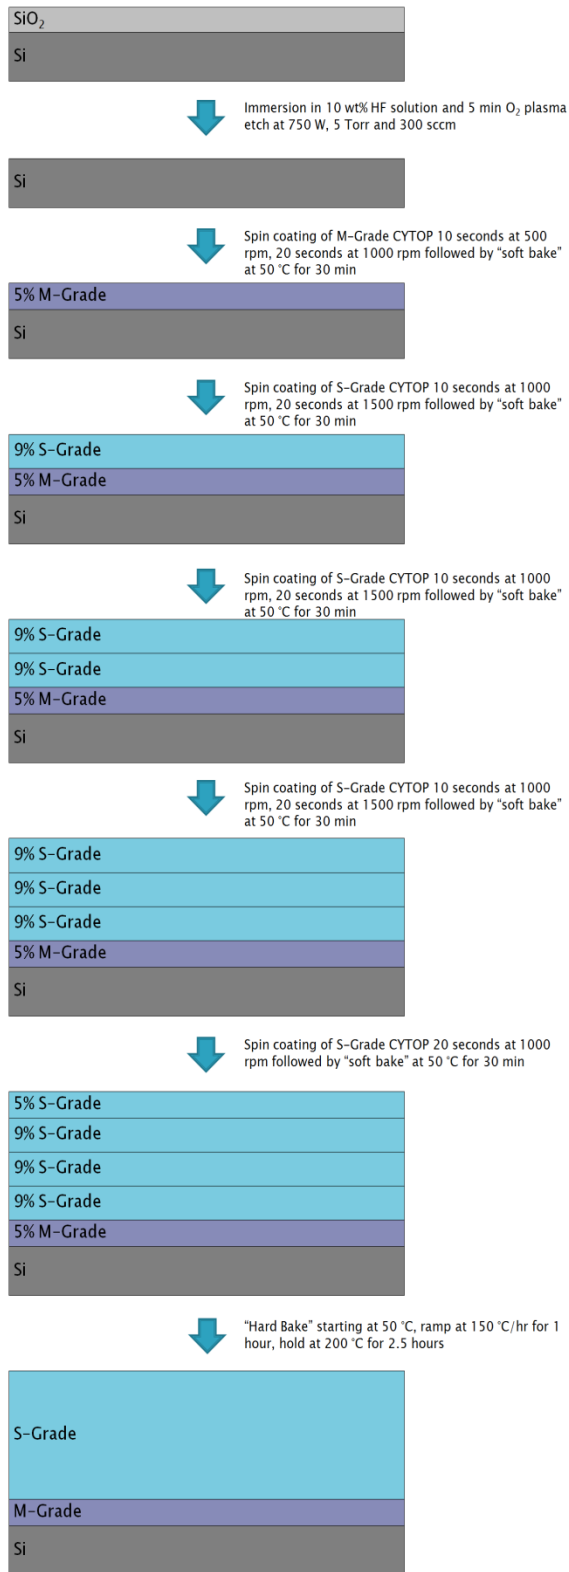 SiO₂
Si
Immersion in 10 wt% HF solution and 5 min O₂ plasma
etch at 750 W, 5 Torr and 300 sccm
Si
Spin coating of M-Grade CYTOP 10 seconds at 500
rpm, 20 seconds at 1000 rpm followed by “soft bake”
at 50 °C for 30 min
5% M-Grade
Si
Spin coating of S-Grade CYTOP 10 seconds at 1000
rpm, 20 seconds at 1500 rpm followed by “soft bake”
at 50 °C for 30 min
9% S-Grade
5% M-Grade
Si
Spin coating of S-Grade CYTOP 10 seconds at 1000
rpm, 20 seconds at 1500 rpm followed by “soft bake”
at 50 °C for 30 min
9% S-Grade
9% S-Grade
5% M-Grade
Si
Spin coating of S-Grade CYTOP 10 seconds at 1000
rpm, 20 seconds at 1500 rpm followed by “soft bake”
at 50 °C for 30 min
9% S-Grade
9% S-Grade
9% S-Grade
5% M-Grade
Si
Spin coating of S-Grade CYTOP 20 seconds at 1000
rpm followed by “soft bake” at 50 °C for 30 min
5% S-Grade
9% S-Grade
9% S-Grade
9% S-Grade
5% M-Grade
Si
“Hard Bake” starting at 50 °C, ramp at 150 °C/hr for 1
hour, hold at 200 °C for 2.5 hours
S-Grade
M-Grade
Si